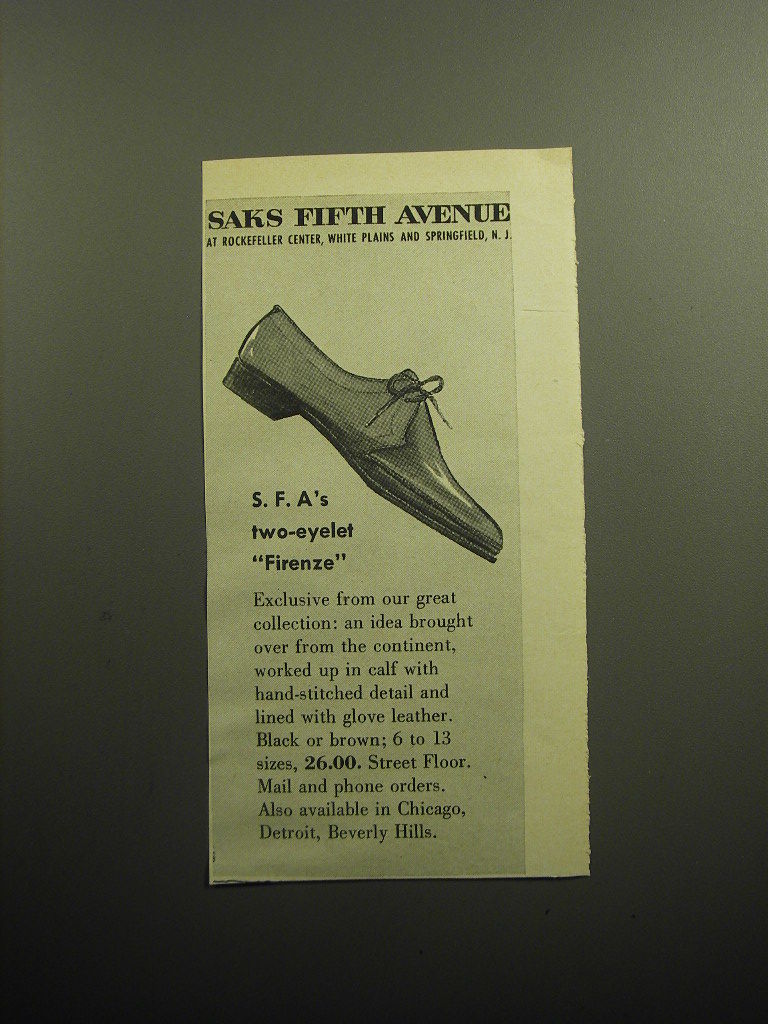 SAKS FIFTH AVENUE
AT ROCKEFELLER CENTER, WHITE PLAINS AND SPRINGFIELD, N. J.
S. F. A's
two-eyelet
"Firenze"
Exclusive from our great
collection: an idea brought
over from the continent,
worked up in calf with
hand-stitched detail and
lined with glove leather.
Black or brown; 6 to 13
sizes, 26.00. Street Floor.
Mail and phone orders.
Also available in Chicago,
Detroit, Beverly Hills.